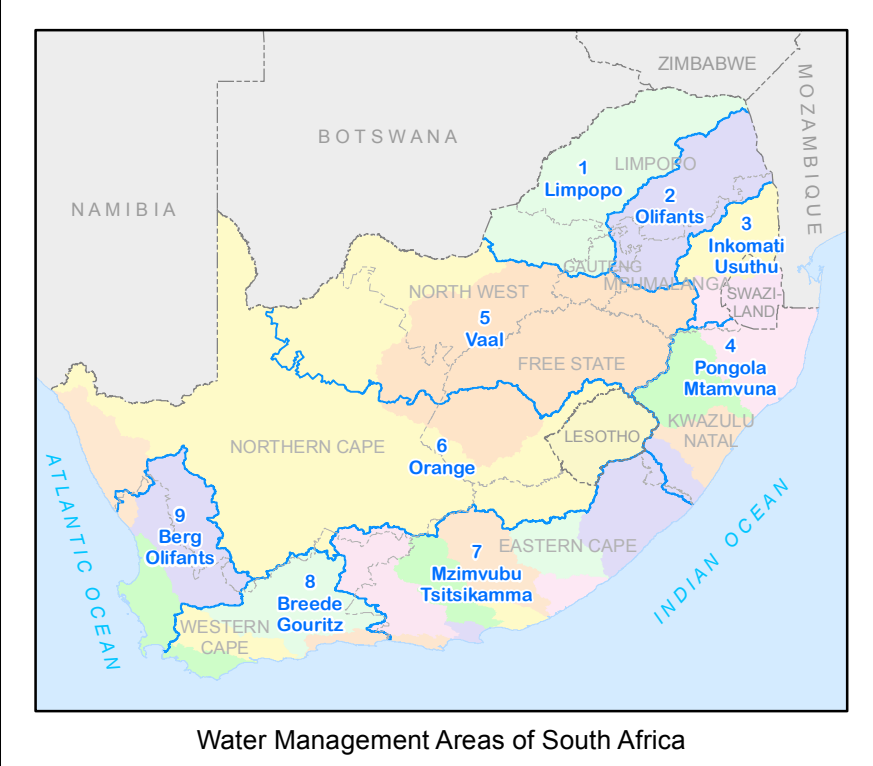 ZIMBABWE
MOZAMBIQUE
BOTSWANA
NAMIBIA
1
Limpopo
LIMPOPO
2
Olifants
3
Inkomati
Usuthu
GAUTENG
MPUMALANGA
SWAZI-
LAND
NORTH WEST
5
Vaal
FREE STATE
4
Pongola
Mtamvuna
KWAZULU
NATAL
LESOTHO
NORTHERN CAPE
6
Orange
ATLANTIC OCEAN
INDIAN OCEAN
9
Berg
Olifants
7
Mzimvubu
Tsitsikamma
EASTERN CAPE
8
Breede
Gouritz
WESTERN
CAPE
Water Management Areas of South Africa